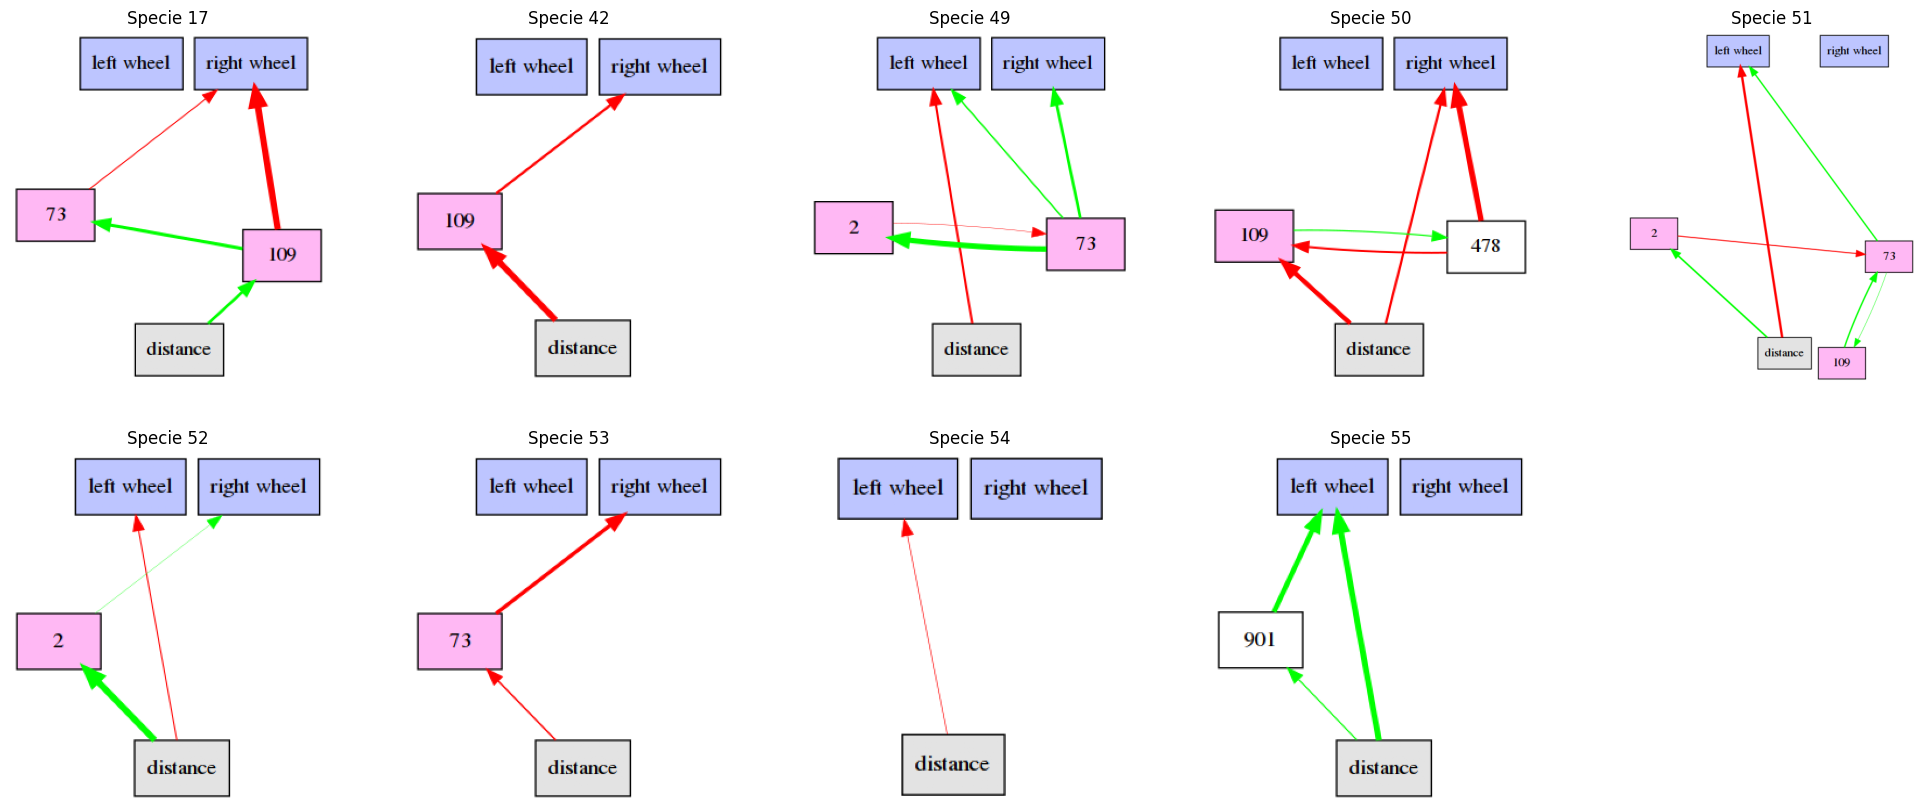 Specie 17
left wheel
right wheel
73
109
distance
Specie 42
left wheel
right wheel
109
distance
Specie 49
left wheel
right wheel
2
73
distance
Specie 50
left wheel
right wheel
109
478
distance
Specie 51
left wheel
right wheel
2
73
distance
109
Specie 52
left wheel
right wheel
2
distance
Specie 53
left wheel
right wheel
73
distance
Specie 54
left wheel
right wheel
distance
Specie 55
left wheel
right wheel
901
distance